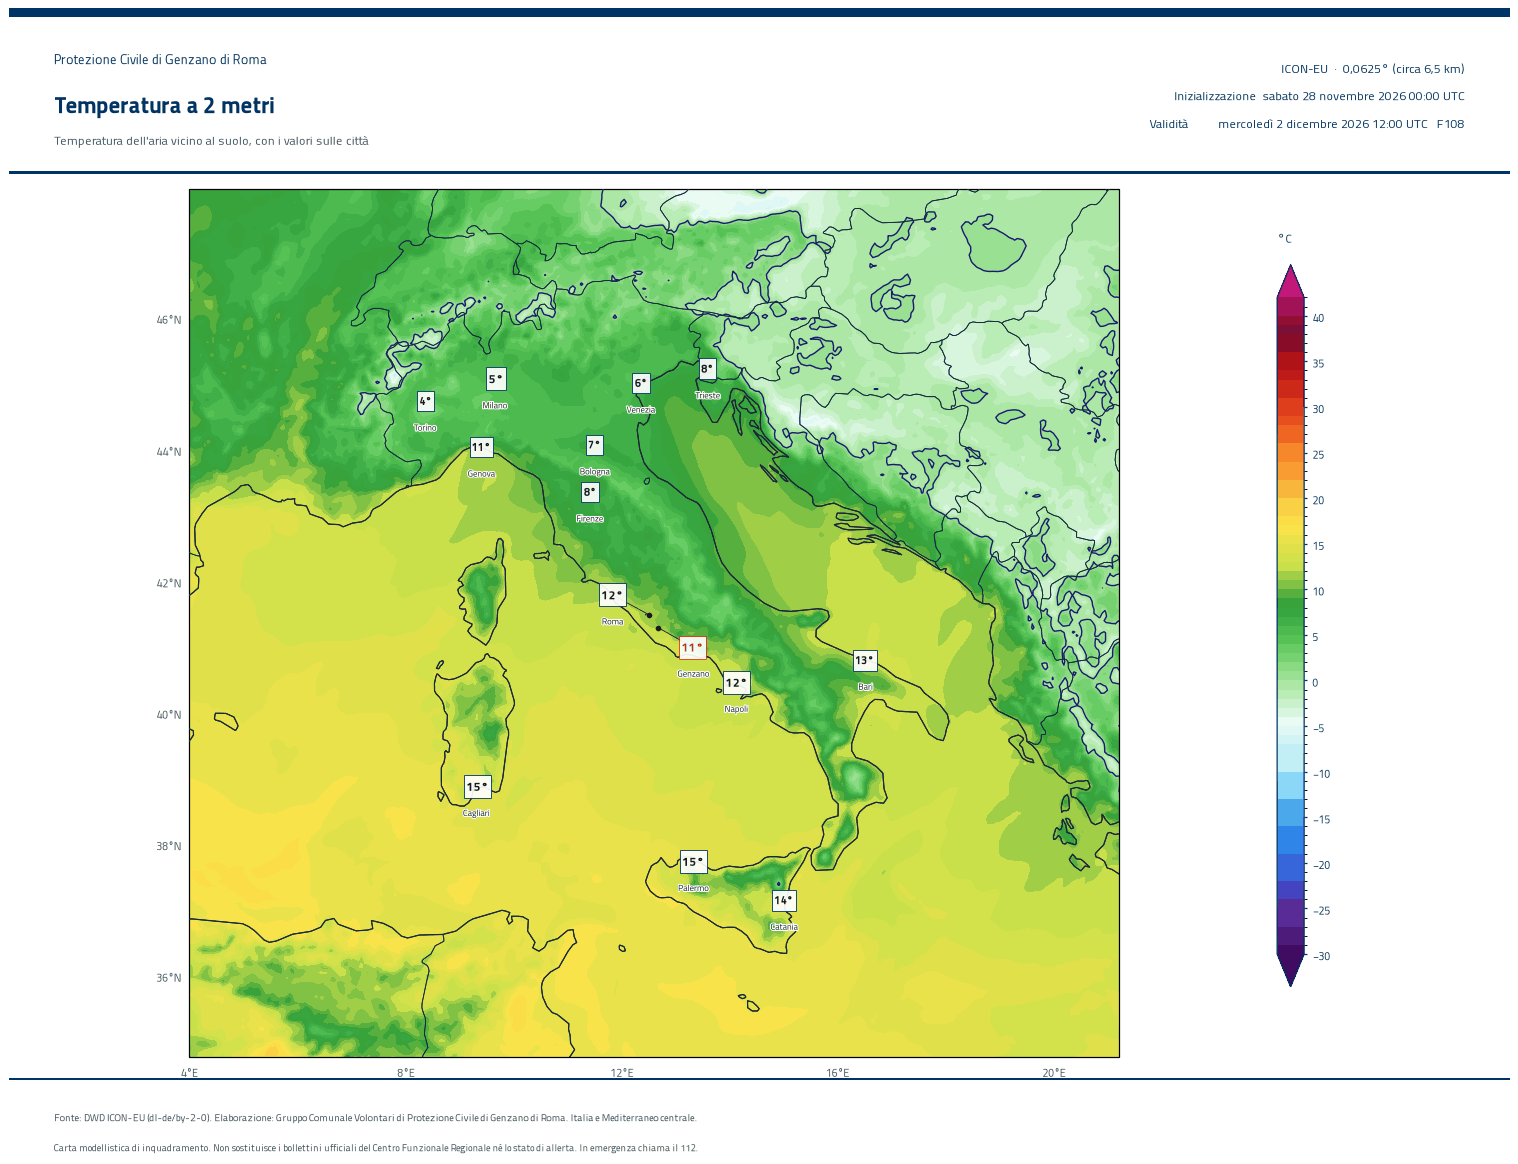 Protezione Civile di Genzano di Roma
Temperatura a 2 metri
Temperatura dell'aria vicino al suolo, con i valori sulle città
ICON-EU · 0,0625° (circa 6,5 km)
Inizializzazione sabato 28 novembre 2026 00:00 UTC
Validità mercoledì 2 dicembre 2026 12:00 UTC F108
°C
40
35
30
25
20
15
10
5
0
−5
−10
−15
−20
−25
−30
46°N
44°N
42°N
40°N
38°N
36°N
4°E
8°E
12°E
16°E
20°E
8°
Trieste
5°
Milano
6°
Venezia
4°
Torino
11°
Genova
7°
Bologna
8°
Firenze
12°
Roma
11°
Genzano
13°
Bari
12°
Napoli
15°
Cagliari
15°
Palermo
14°
Catania
Fonte: DWD ICON-EU (dl-de/by-2-0). Elaborazione: Gruppo Comunale Volontari di Protezione Civile di Genzano di Roma. Italia e Mediterraneo centrale.
Carta modellistica di inquadramento. Non sostituisce i bollettini ufficiali del Centro Funzionale Regionale né lo stato di allerta. In emergenza chiama il 112.